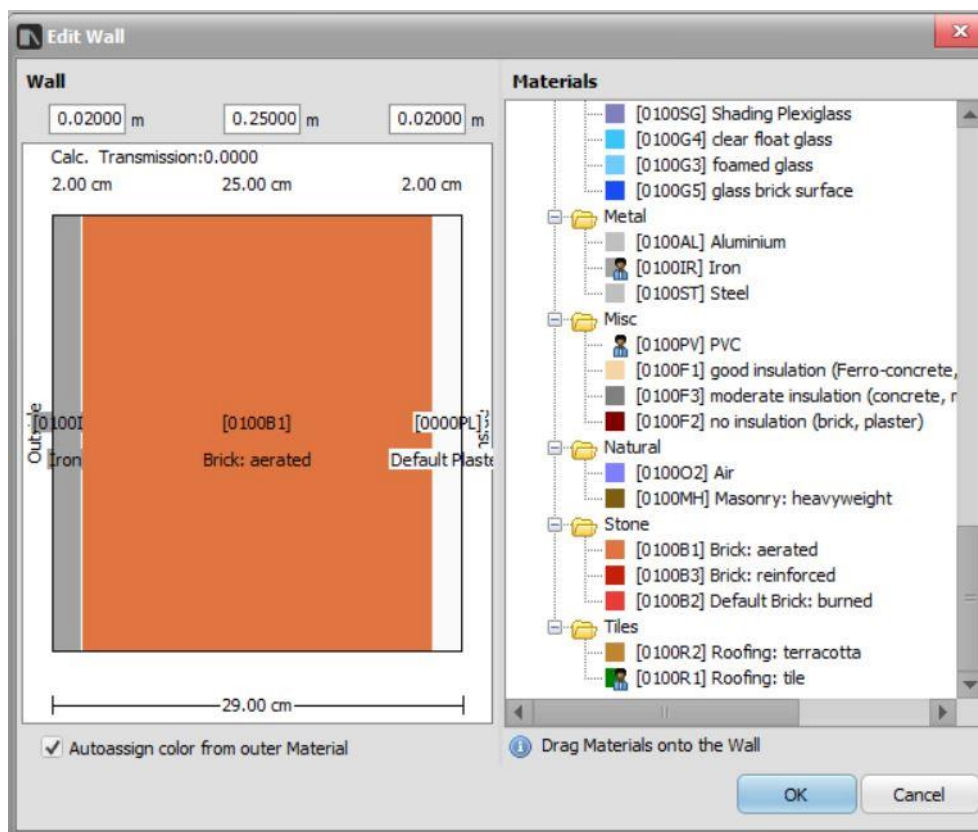 Edit Wall
Wall
0.02000 m 0.25000 m 0.02000 m
Calc. Transmission:0.0000
2.00 cm 25.00 cm 2.00 cm
[0100B1] [0000PL]
Iron Brick: aerated Default Plaste
29.00 cm
Autoassign color from outer Material
Materials
[0100SG] Shading Plexiglass
[0100G4] clear float glass
[0100G3] foamed glass
[0100G5] glass brick surface
Metal
[0100AL] Aluminium
[0100IR] Iron
[0100ST] Steel
Misc
[0100PV] PVC
[0100F1] good insulation (Ferro-concrete,
[0100F3] moderate insulation (concrete, r
[0100F2] no insulation (brick, plaster)
Natural
[0100O2] Air
[0100MH] Masonry: heavyweight
Stone
[0100B1] Brick: aerated
[0100B3] Brick: reinforced
[0100B2] Default Brick: burned
Tiles
[0100R2] Roofing: terracotta
[0100R1] Roofing: tile
Drag Materials onto the Wall
OK Cancel